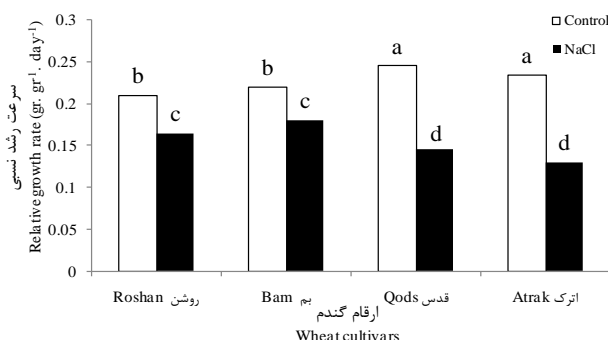 Control
NaCl
سرعت رشد نسبی
Relative growth rate (gr. gr⁻¹. day⁻¹)
0.3
0.25
0.2
0.15
0.1
0.05
0
b c b c a d a d
Roshan روشن Bam بم Qods قدس Atrak اترک
ارقام گندم
Wheat cultivars